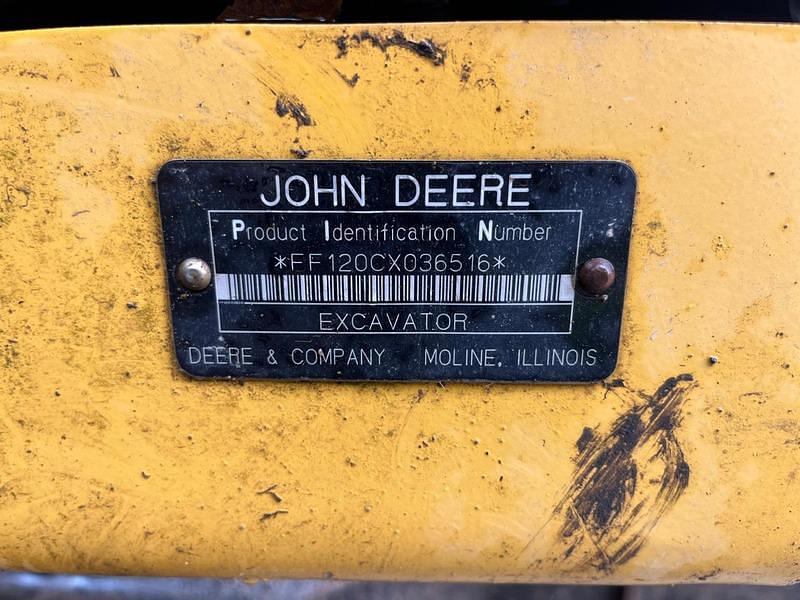 JOHN DEERE
Product Identification Number
*FF120CX036516*
EXCAVATOR
DEERE & COMPANY MOLINE, ILLINOIS